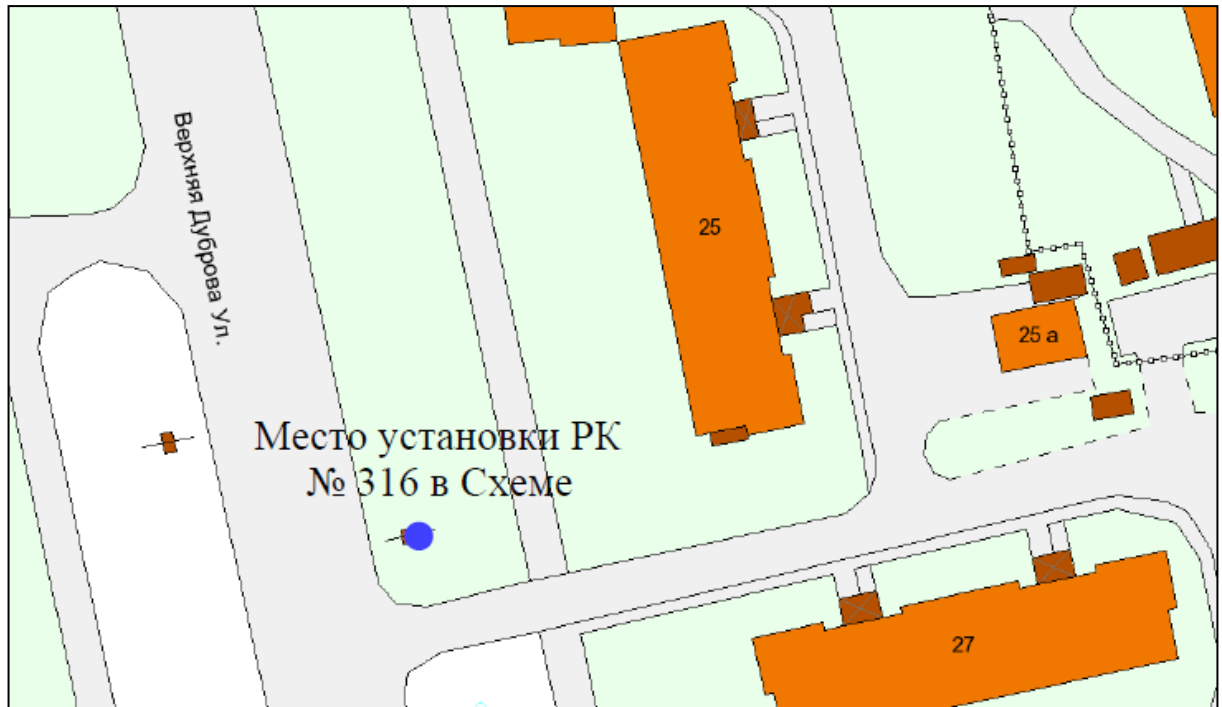 Верхняя Дуброва Ул.
25
25 а
Место установки РК
№ 316 в Схеме
27